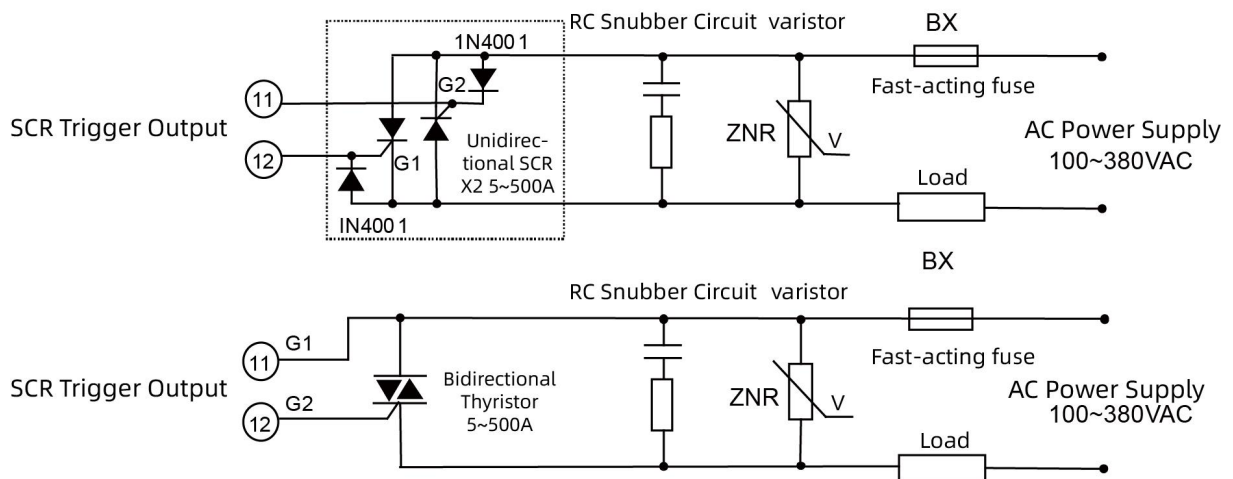 RC Snubber Circuit varistor
BX
1N4001
11
G2
Fast-acting fuse
SCR Trigger Output
12
G1
Unidirec-
tional SCR
X2 5~500A
ZNR
V
AC Power Supply
100~380VAC
Load
IN4001
BX
RC Snubber Circuit varistor
11
G1
Fast-acting fuse
SCR Trigger Output
12
G2
Bidirectional
Thyristor
5~500A
ZNR
V
AC Power Supply
100~380VAC
Load